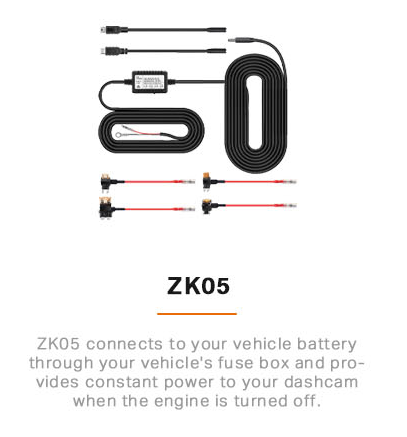 ZK05
ZK05 connects to your vehicle battery
through your vehicle's fuse box and pro-
vides constant power to your dashcam
when the engine is turned off.